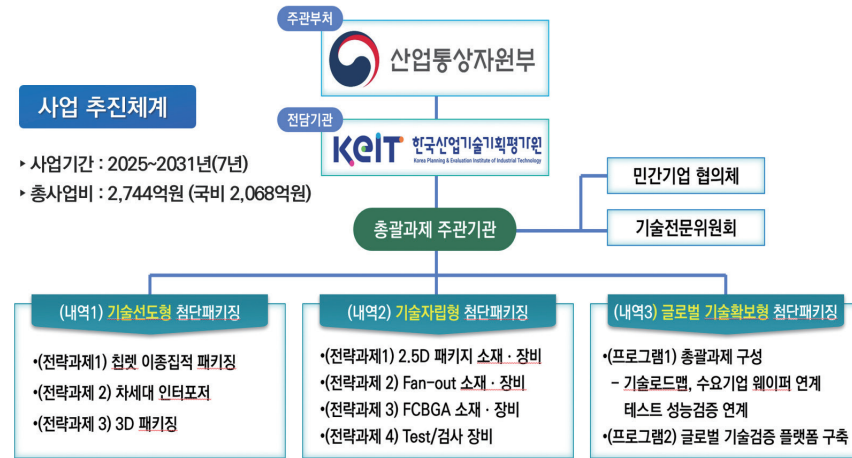 주관부처
산업통상자원부
사업 추진체계
전담기관
KEIT 한국산업기술기획평가원
Korea Planning & Evaluation Institute of Industrial Technology
‣ 사업기간 : 2025~2031년(7년)
‣ 총사업비 : 2,744억원 (국비 2,068억원)
민간기업 협의체
총괄과제 주관기관
기술전문위원회
(내역1) 기술선도형 첨단패키징
•(전략과제1) 칩렛 이종집적 패키징
•(전략과제 2) 차세대 인터포저
•(전략과제 3) 3D 패키징
(내역2) 기술자립형 첨단패키징
•(전략과제1) 2.5D 패키지 소재 · 장비
•(전략과제 2) Fan-out 소재 · 장비
•(전략과제 3) FCBGA 소재 · 장비
•(전략과제 4) Test/검사 장비
(내역3) 글로벌 기술확보형 첨단패키징
•(프로그램1) 총괄과제 구성
– 기술로드맵, 수요기업 웨이퍼 연계
테스트 성능검증 연계
•(프로그램2) 글로벌 기술검증 플랫폼 구축